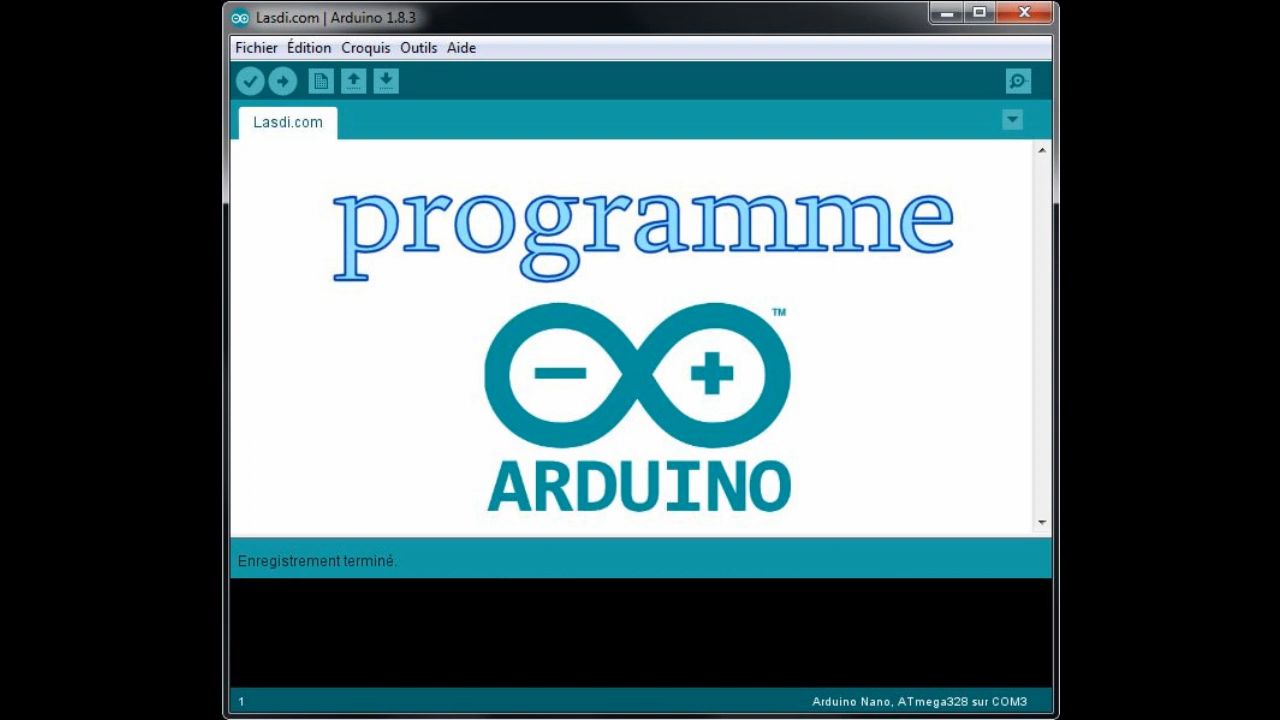 Lasdi.com | Arduino 1.8.3
Fichier Édition Croquis Outils Aide
Lasdi.com
programme
TM
ARDUINO
Enregistrement terminé.
1 Arduino Nano, ATmega328 sur COM3